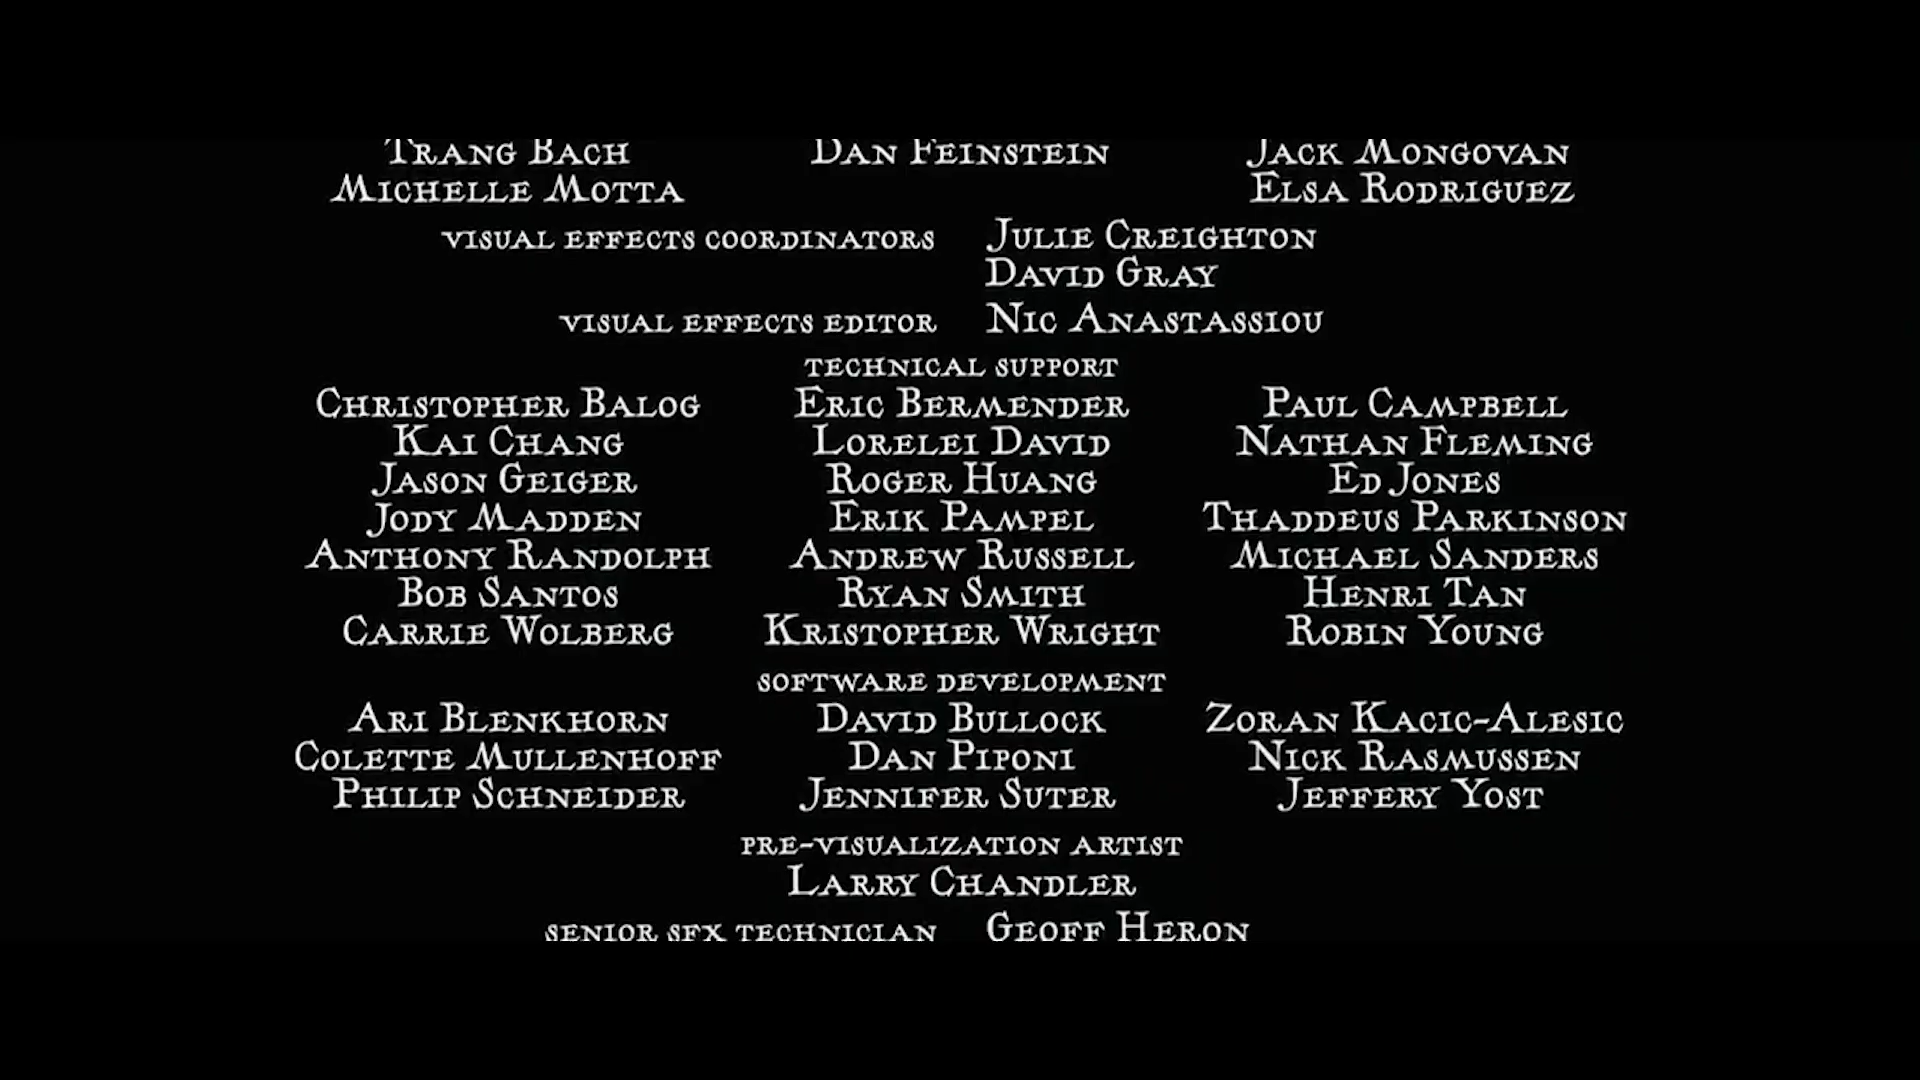 Trang Bach Dan Feinstein Jack Mongovan
Michelle Motta Elsa Rodriguez
visual effects coordinators Julie Creighton
David Gray
visual effects editor Nic Anastassiou
technical support
Christopher Balog Eric Bermender Paul Campbell
Kai Chang Lorelei David Nathan Fleming
Jason Geiger Roger Huang Ed Jones
Jody Madden Erik Pampel Thaddeus Parkinson
Anthony Randolph Andrew Russell Michael Sanders
Bob Santos Ryan Smith Henri Tan
Carrie Wolberg Kristopher Wright Robin Young
software development
Ari Blenkhorn David Bullock Zoran Kacic-Alesic
Colette Mullenhoff Dan Piponi Nick Rasmussen
Philip Schneider Jennifer Suter Jeffery Yost
pre-visualization artist
Larry Chandler
senior sfx technician Geoff Heron